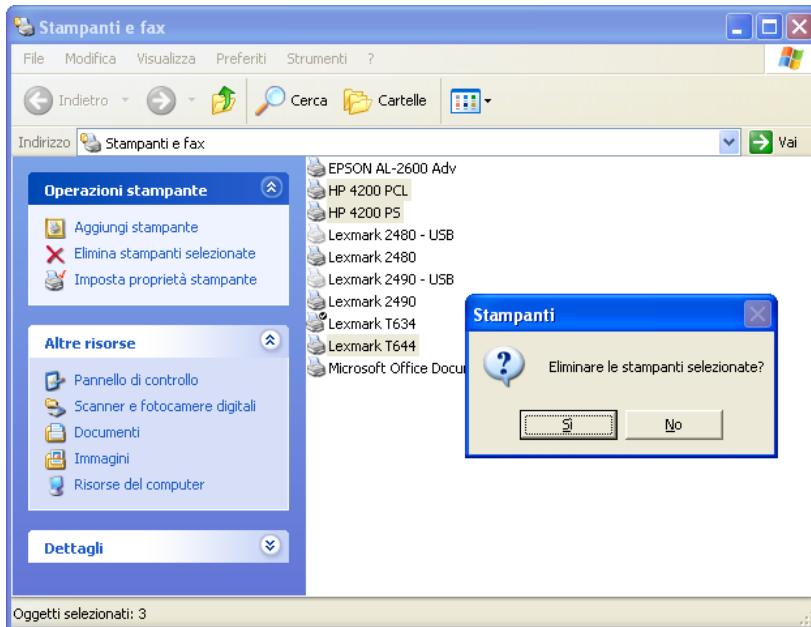 Stampanti e fax
File Modifica Visualizza Preferiti Strumenti ?
Indietro Cerca Cartelle
Indirizzo Stampanti e fax Vai
Operazioni stampante
Aggiungi stampante
Elimina stampanti selezionate
Imposta proprietà stampante
Altre risorse
Pannello di controllo
Scanner e fotocamere digitali
Documenti
Immagini
Risorse del computer
Dettagli
EPSON AL-2600 Adv
HP 4200 PCL
HP 4200 PS
Lexmark 2480 - USB
Lexmark 2480
Lexmark 2490 - USB
Lexmark 2490
Lexmark T634
Lexmark T644
Microsoft Office Docu
Stampanti
Eliminare le stampanti selezionate?
Sì No
Oggetti selezionati: 3